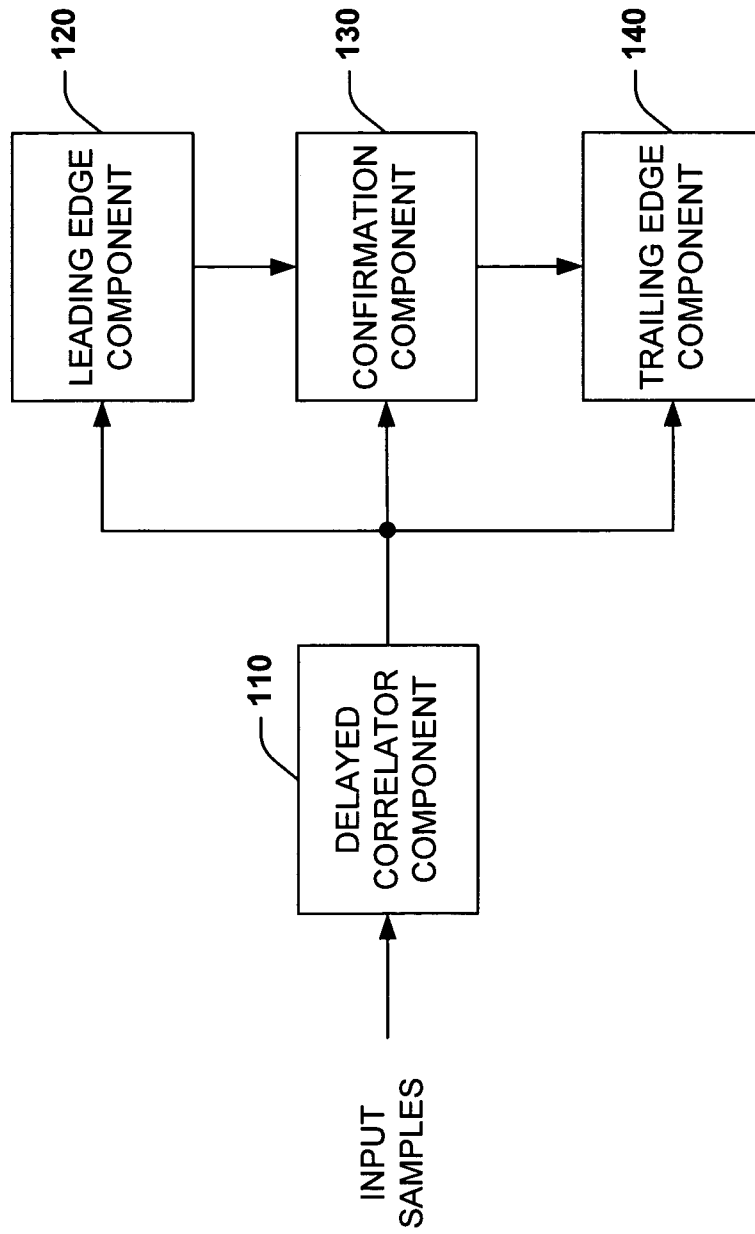 INPUT
SAMPLES
110
DELAYED
CORRELATOR
COMPONENT
120
LEADING EDGE
COMPONENT
130
CONFIRMATION
COMPONENT
140
TRAILING EDGE
COMPONENT